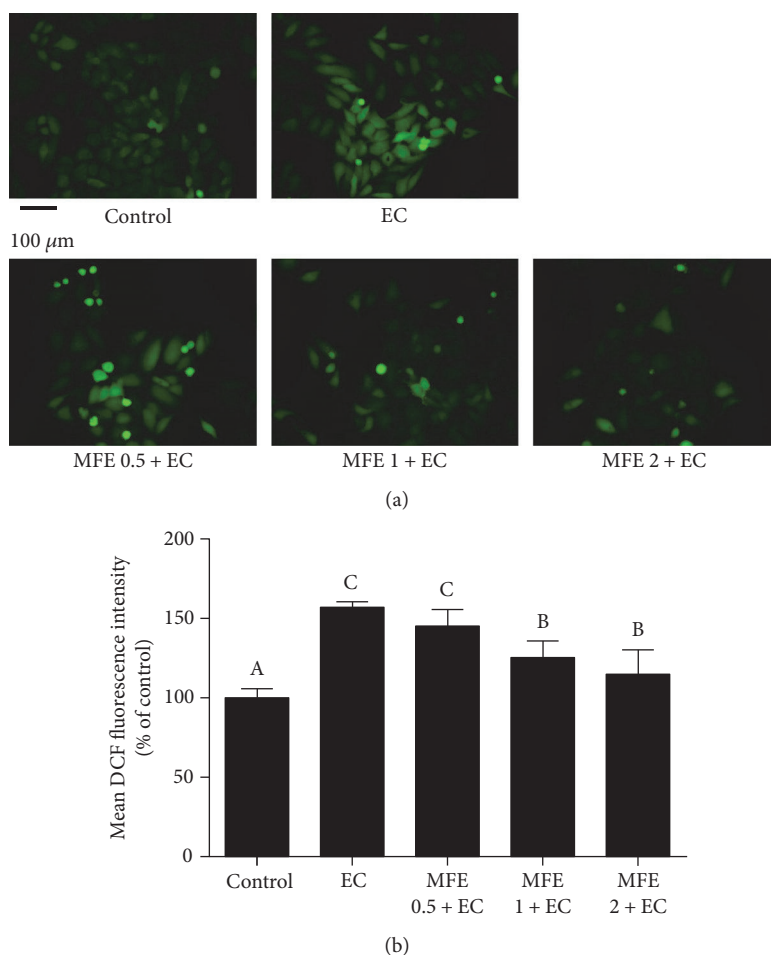 Control
EC
100 μm
MFE 0.5 + EC
MFE 1 + EC
MFE 2 + EC
(a)
Mean DCF fluorescence intensity
(% of control)
200
150
100
50
0
A
C
C
B
B
Control
EC
MFE
0.5 + EC
MFE
1 + EC
MFE
2 + EC
(b)